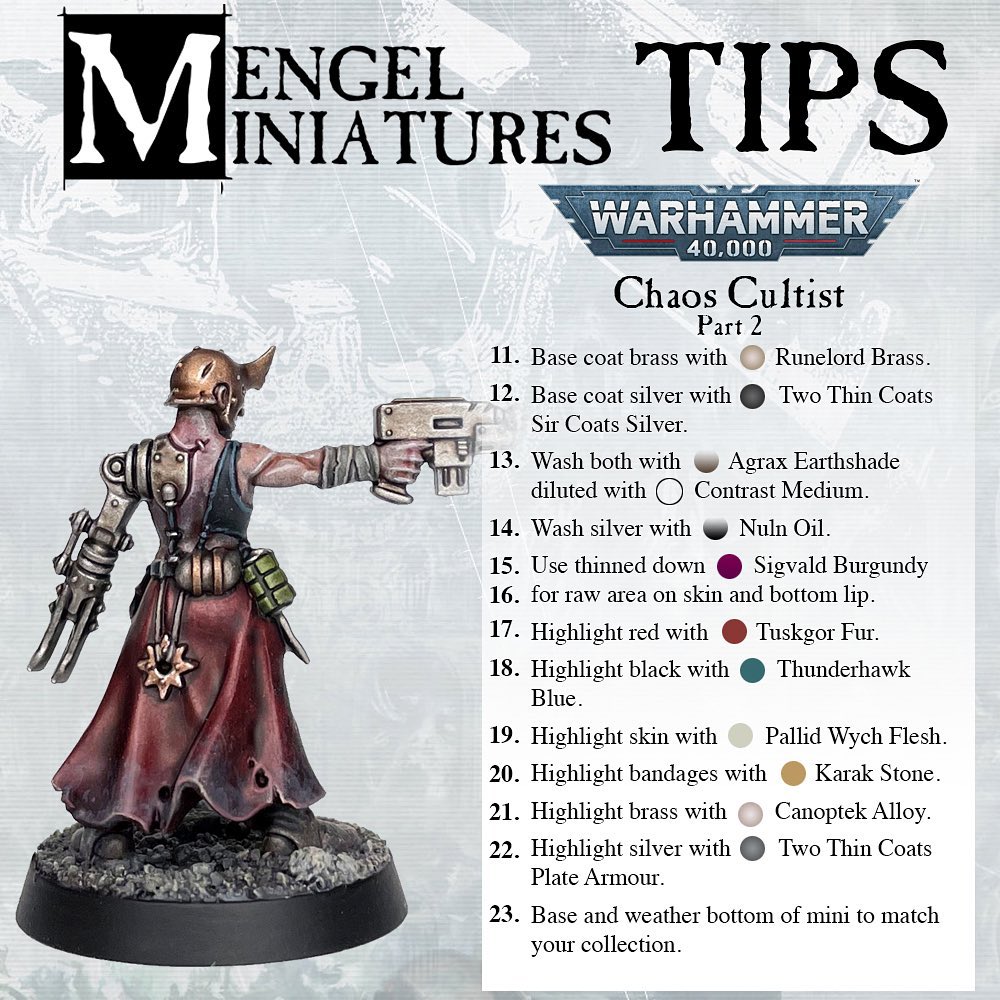 MENGEL
MINIATURES
TIPS
WARHAMMER™
40,000
Chaos Cultist
Part 2
11. Base coat brass with Runelord Brass.
12. Base coat silver with Two Thin Coats
Sir Coats Silver.
13. Wash both with Agrax Earthshade
diluted with Contrast Medium.
14. Wash silver with Nuln Oil.
15. Use thinned down Sigvald Burgundy
16. for raw area on skin and bottom lip.
17. Highlight red with Tuskgor Fur.
18. Highlight black with Thunderhawk
Blue.
19. Highlight skin with Pallid Wych Flesh.
20. Highlight bandages with Karak Stone.
21. Highlight brass with Canoptek Alloy.
22. Highlight silver with Two Thin Coats
Plate Armour.
23. Base and weather bottom of mini to match
your collection.